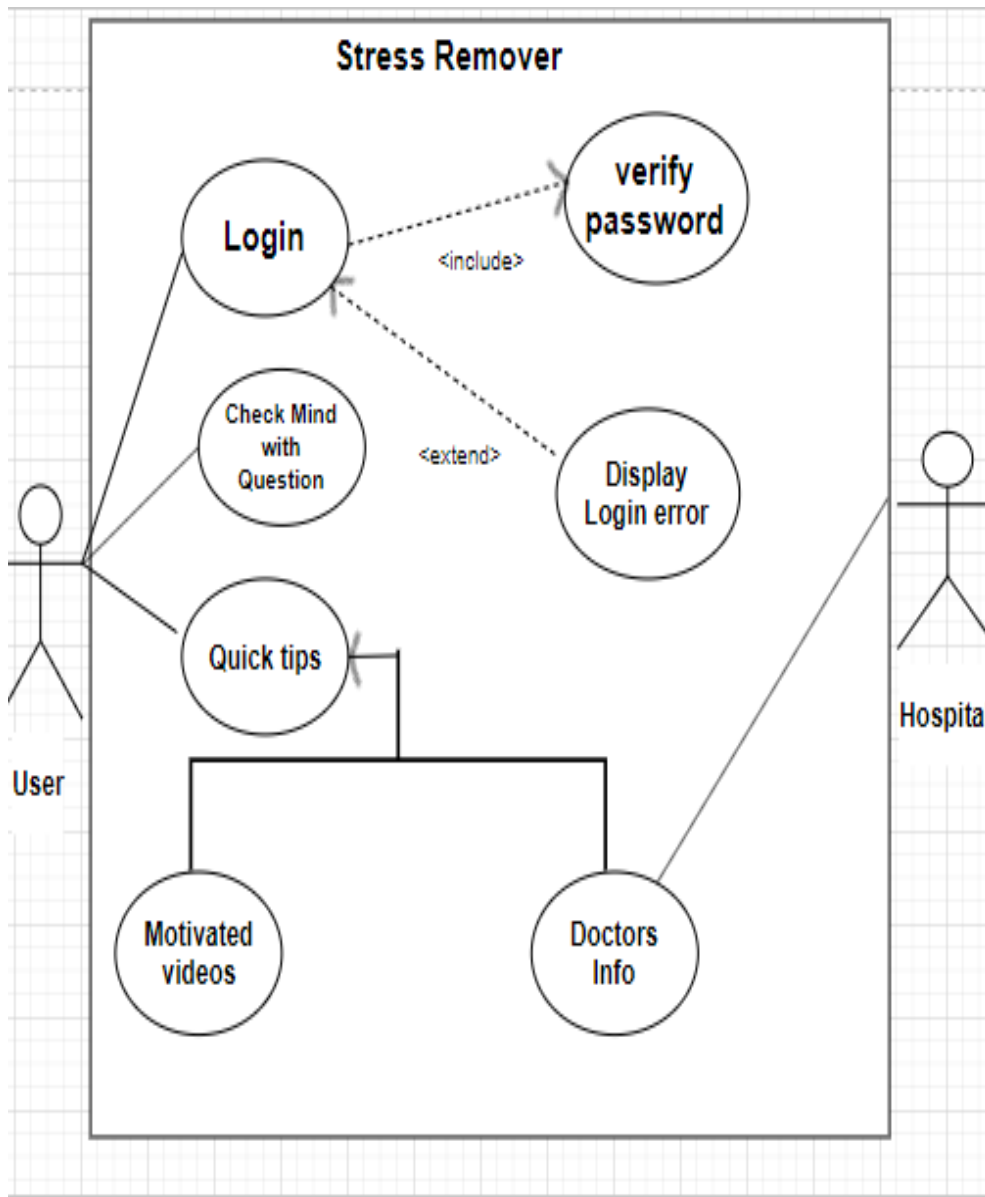 Stress Remover
Login
verify
password
<include>
Check Mind
with
Question
<extend>
Display
Login error
Quick tips
User
Hospita
Motivated
videos
Doctors
Info